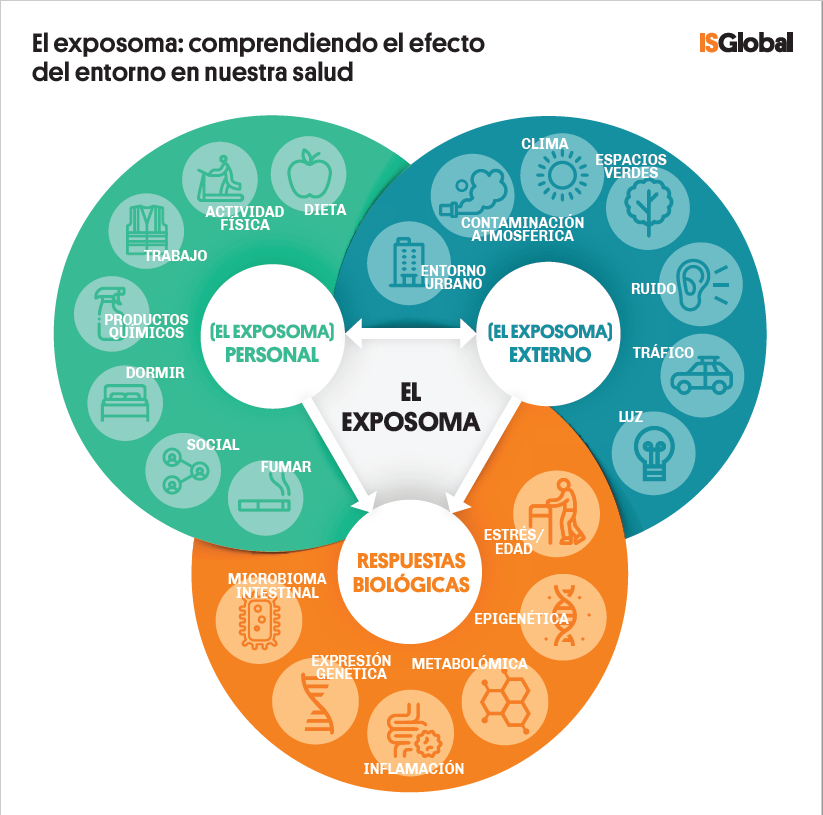 El exposoma: comprendiendo el efecto
del entorno en nuestra salud
ISGlobal
DIETA
ACTIVIDAD
FÍSICA
TRABAJO
PRODUCTOS
QUÍMICOS
DORMIR
SOCIAL
FUMAR
(EL EXPOSOMA)
PERSONAL
CLIMA
ESPACIOS
VERDES
CONTAMINACIÓN
ATMOSFÉRICA
ENTORNO
URBANO
RUIDO
TRÁFICO
LUZ
(EL EXPOSOMA)
EXTERNO
EL
EXPOSOMA
RESPUESTAS
BIOLÓGICAS
ESTRÉS/
EDAD
EPIGENÉTICA
METABOLÓMICA
INFLAMACIÓN
EXPRESIÓN
GENÉTICA
MICROBIOMA
INTESTINAL